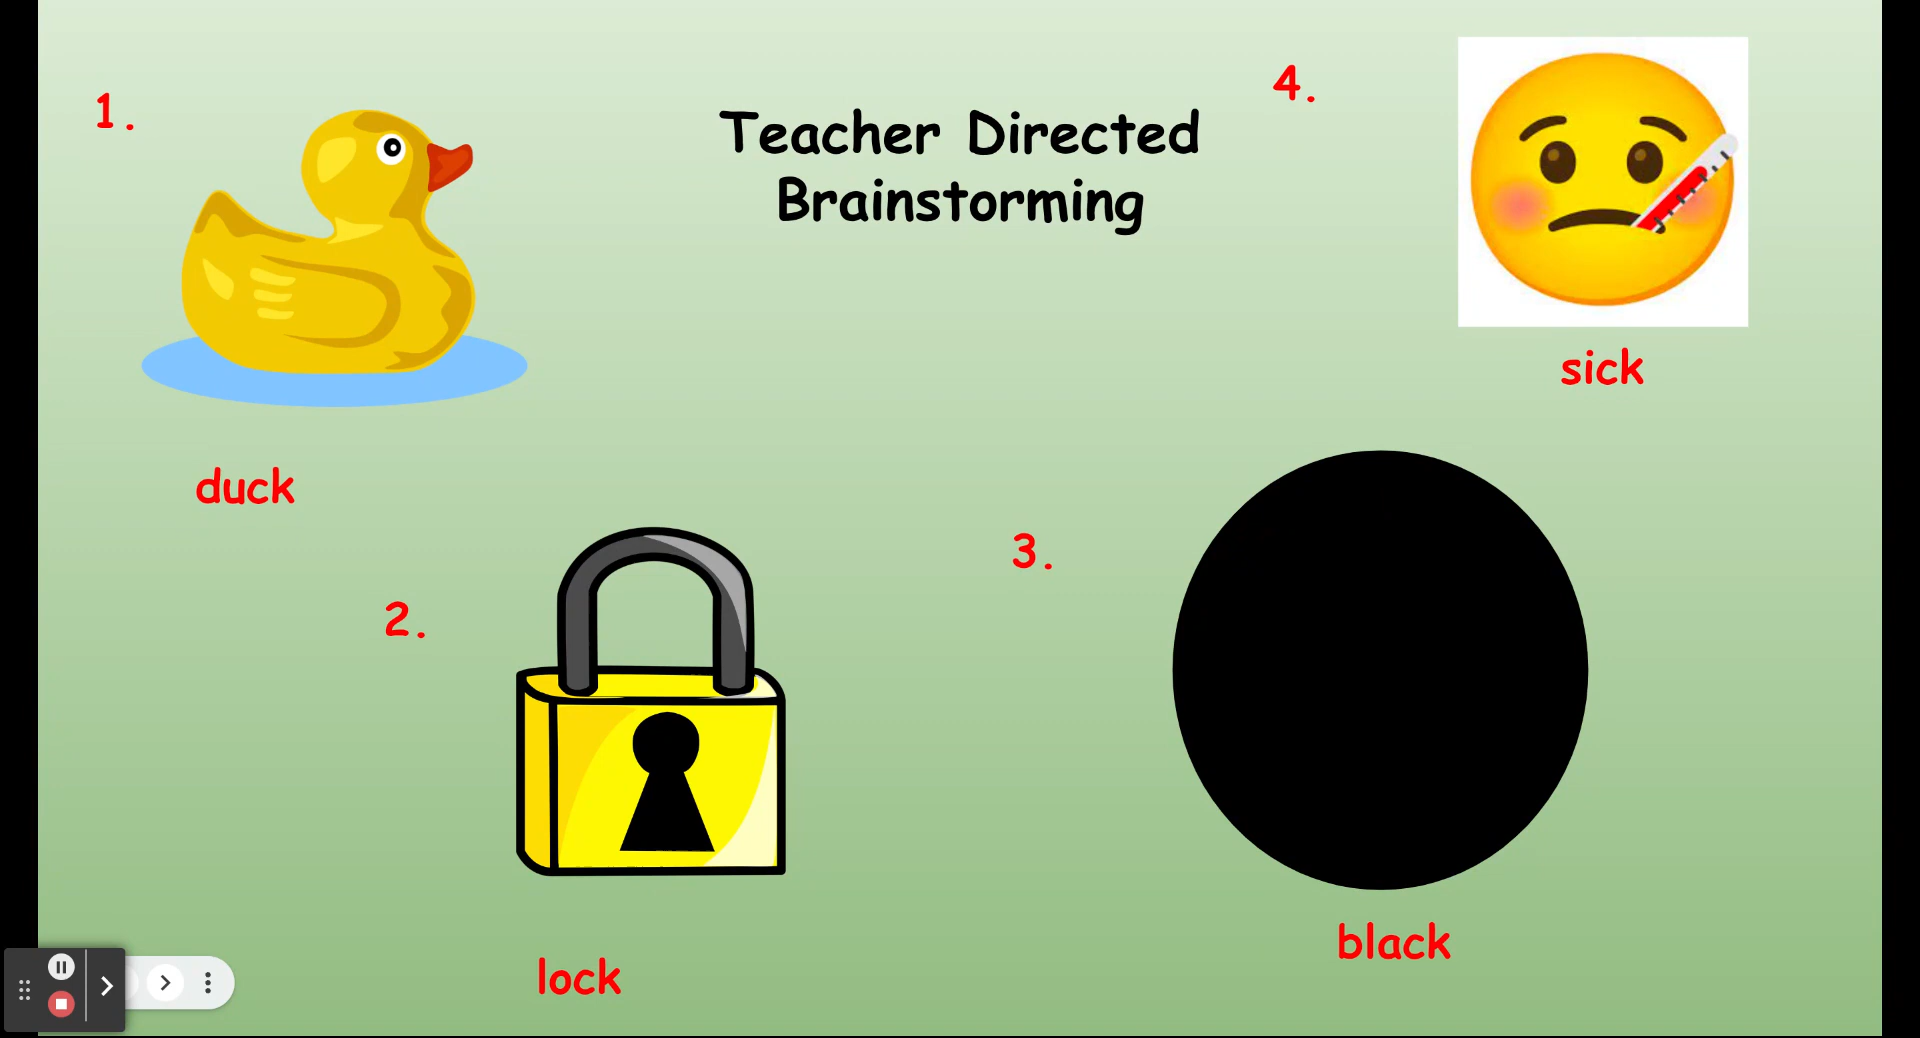 1.
duck
Teacher Directed
Brainstorming
2.
lock
3.
black
4.
sick